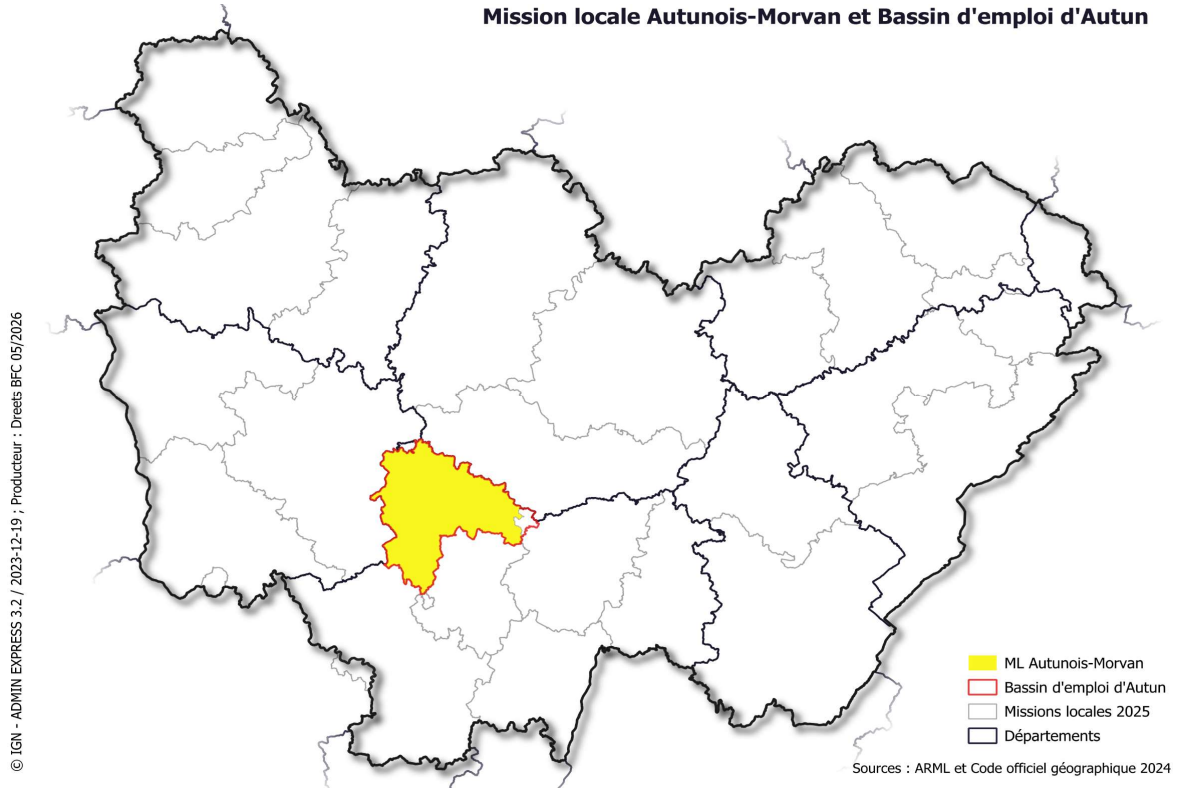 Mission locale Autunois-Morvan et Bassin d'emploi d'Autun
© IGN - ADMIN EXPRESS 3.2 / 2023-12-19 ; Producteur : Dreets BFC 05/2026
ML Autunois-Morvan
Bassin d'emploi d'Autun
Missions locales 2025
Départements
Sources : ARML et Code officiel géographique 2024